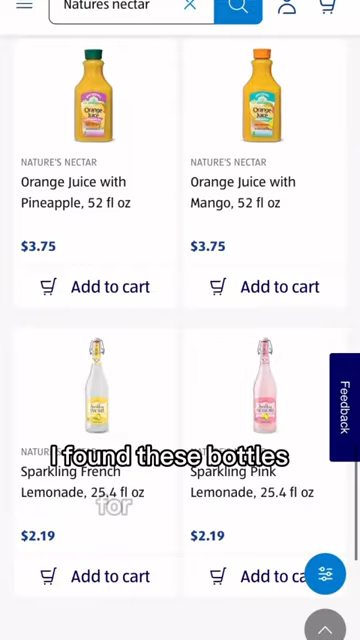 Natures nectar
Orange Juice
Orange Juice
NATURE'S NECTAR
Orange Juice with
Pineapple, 52 fl oz
$3.75
Add to cart
NATURE'S NECTAR
Orange Juice with
Mango, 52 fl oz
$3.75
Add to cart
Feedback
I found these bottles
for
Sparkling French
Lemonade, 25.4 fl oz
$2.19
Add to cart
Sparkling Pink
Lemonade, 25.4 fl oz
$2.19
Add to ca